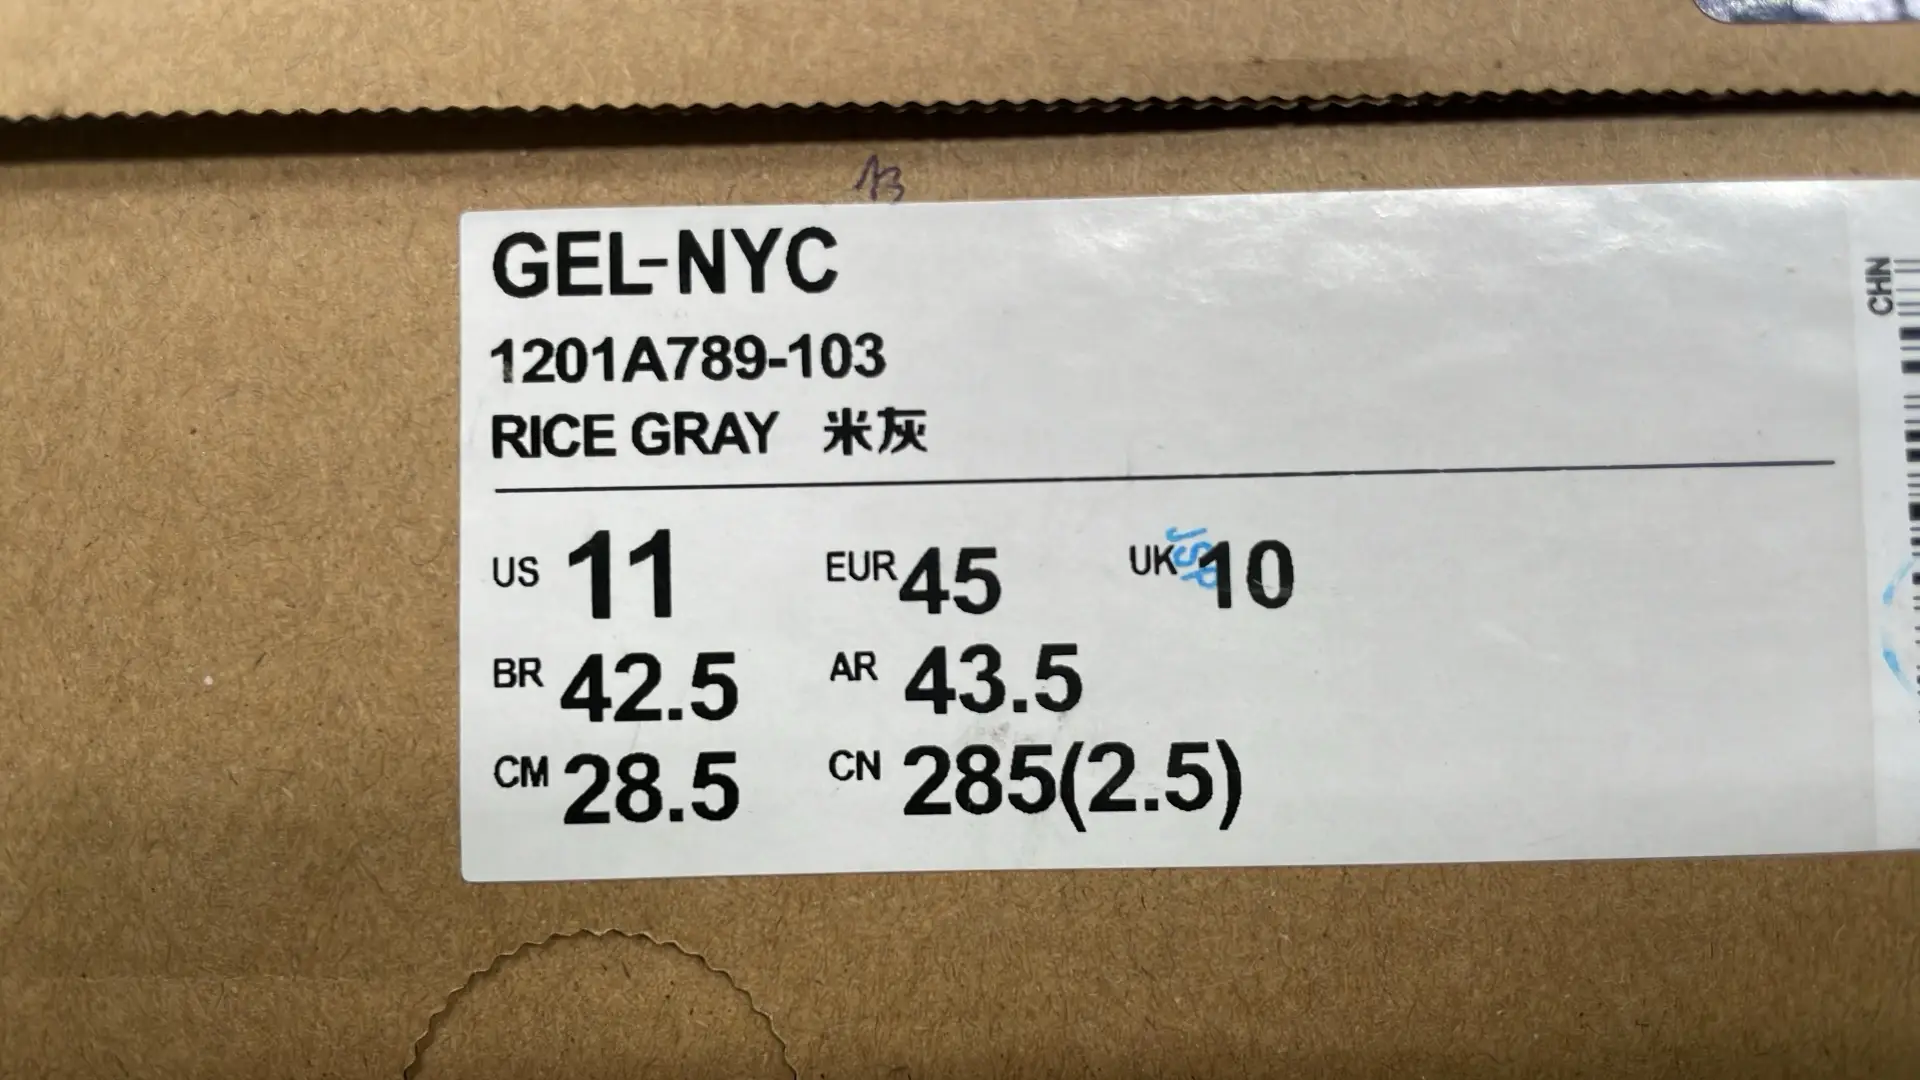 GEL-NYC
1201A789-103
RICE GRAY 米灰
US 11 EUR 45 UK 10
JSP
BR 42.5 AR 43.5
CM 28.5 CN 285(2.5)
CHN